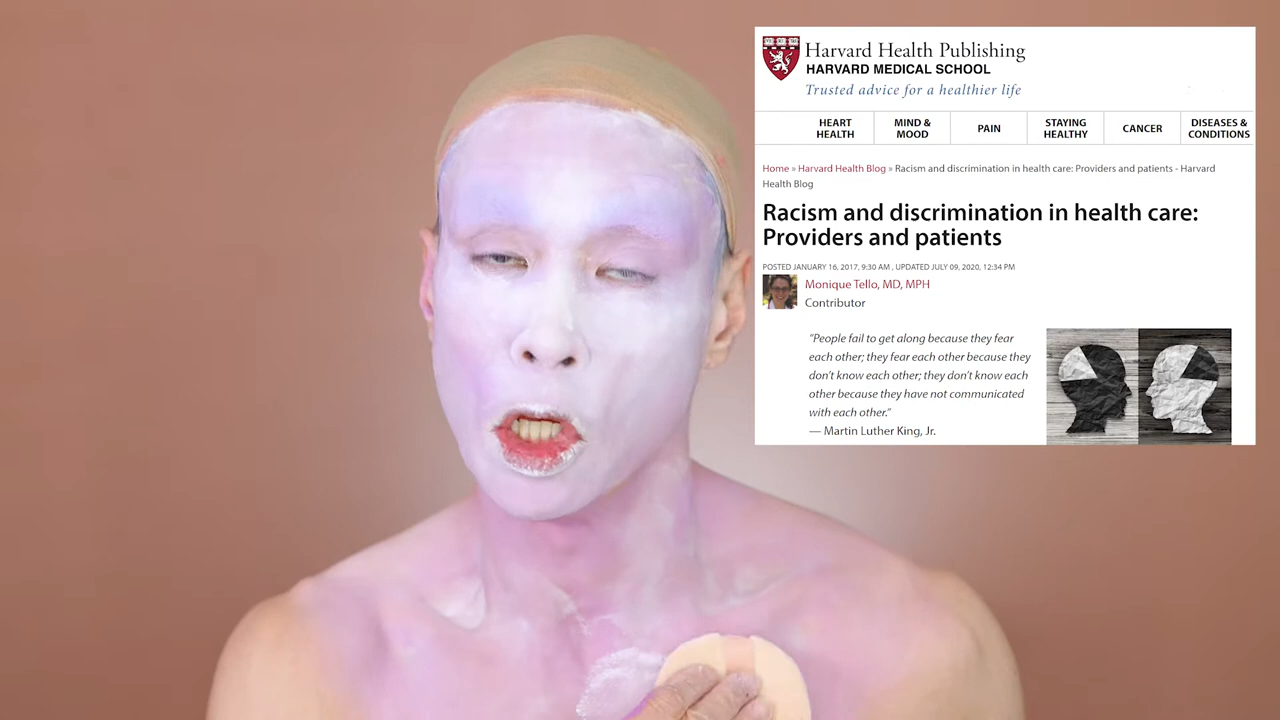 Harvard Health Publishing
HARVARD MEDICAL SCHOOL
Trusted advice for a healthier life
HEART HEALTH
MIND & MOOD
PAIN
STAYING HEALTHY
CANCER
DISEASES & CONDITIONS
Home » Harvard Health Blog » Racism and discrimination in health care: Providers and patients - Harvard
Health Blog
Racism and discrimination in health care:
Providers and patients
POSTED JANUARY 16, 2017, 9:30 AM , UPDATED JULY 09, 2020, 12:34 PM
Monique Tello, MD, MPH
Contributor
“People fail to get along because they fear
each other; they fear each other because they
don’t know each other; they don’t know each
other because they have not communicated
with each other.”
— Martin Luther King, Jr.